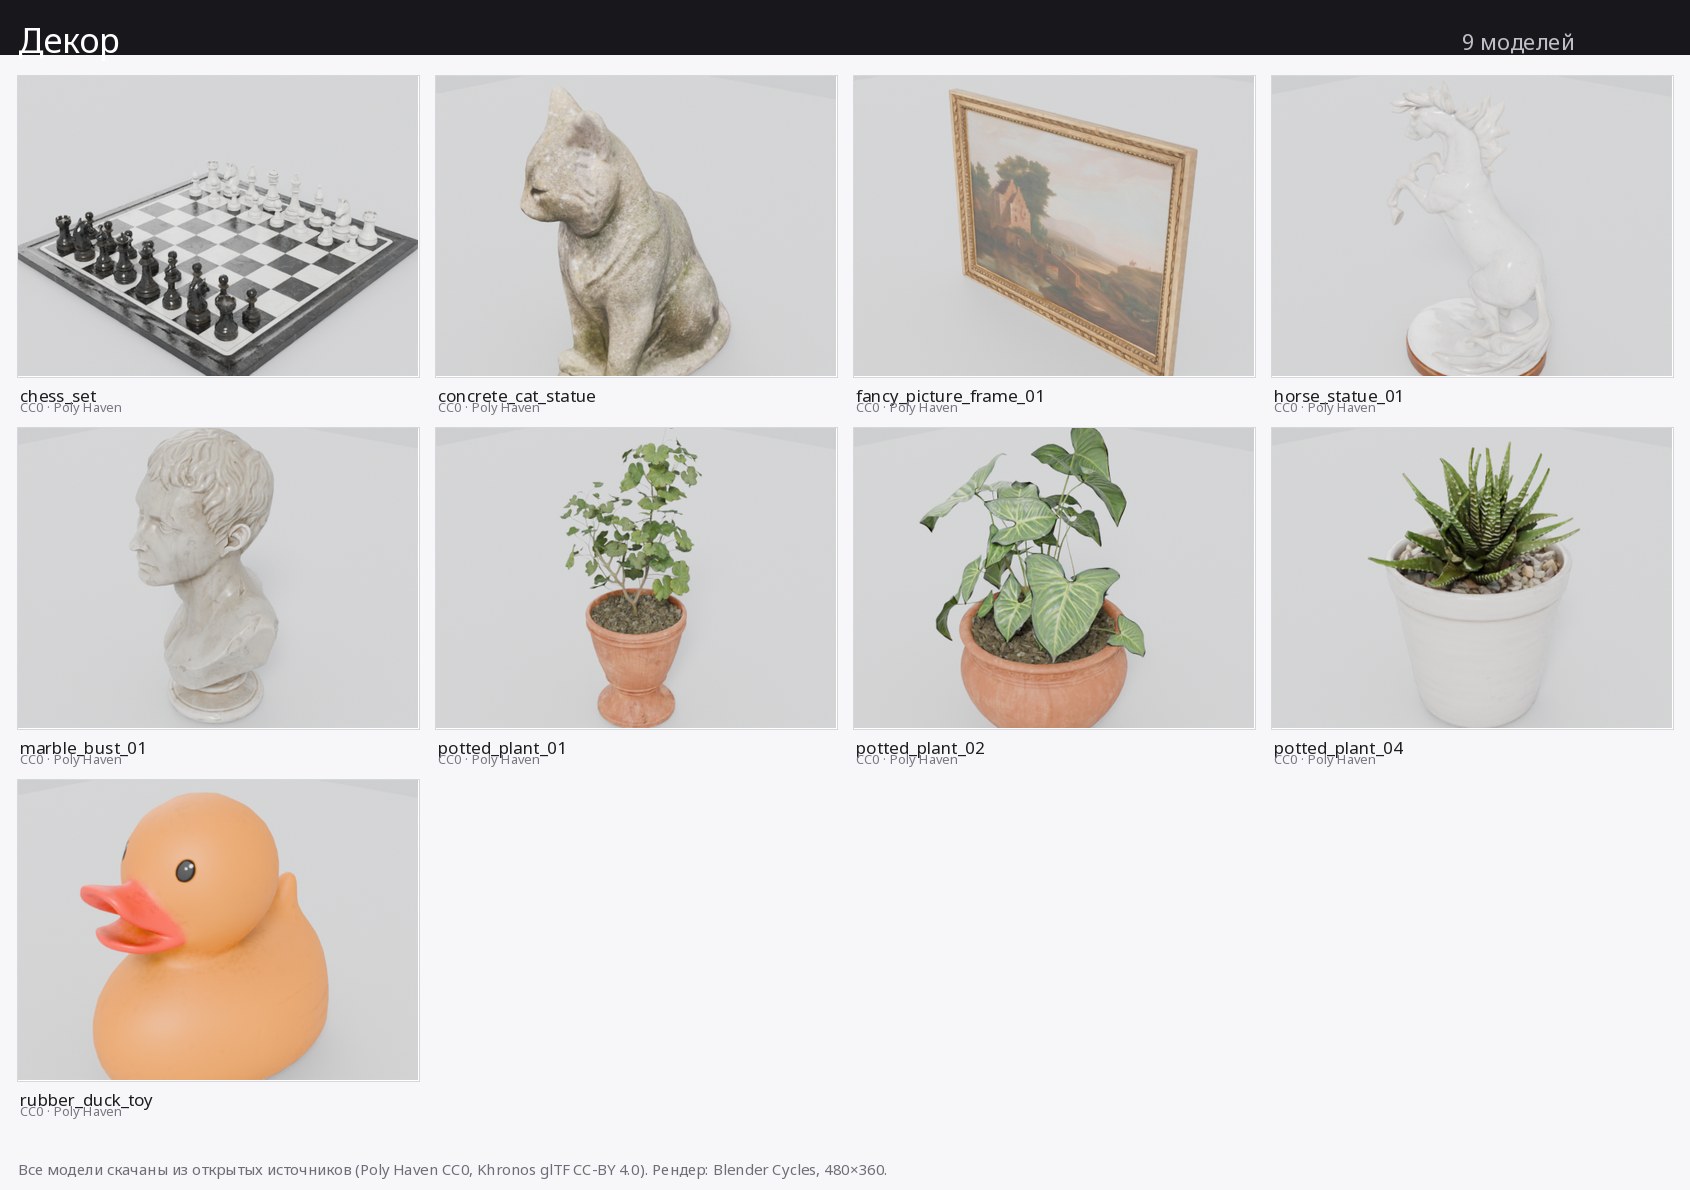 Декор
9 моделей
chess_set
CC0 · Poly Haven
concrete_cat_statue
CC0 · Poly Haven
fancy_picture_frame_01
CC0 · Poly Haven
horse_statue_01
CC0 · Poly Haven
marble_bust_01
CC0 · Poly Haven
potted_plant_01
CC0 · Poly Haven
potted_plant_02
CC0 · Poly Haven
potted_plant_04
CC0 · Poly Haven
rubber_duck_toy
CC0 · Poly Haven
Все модели скачаны из открытых источников (Poly Haven CC0, Khronos glTF CC-BY 4.0). Рендер: Blender Cycles, 480×360.